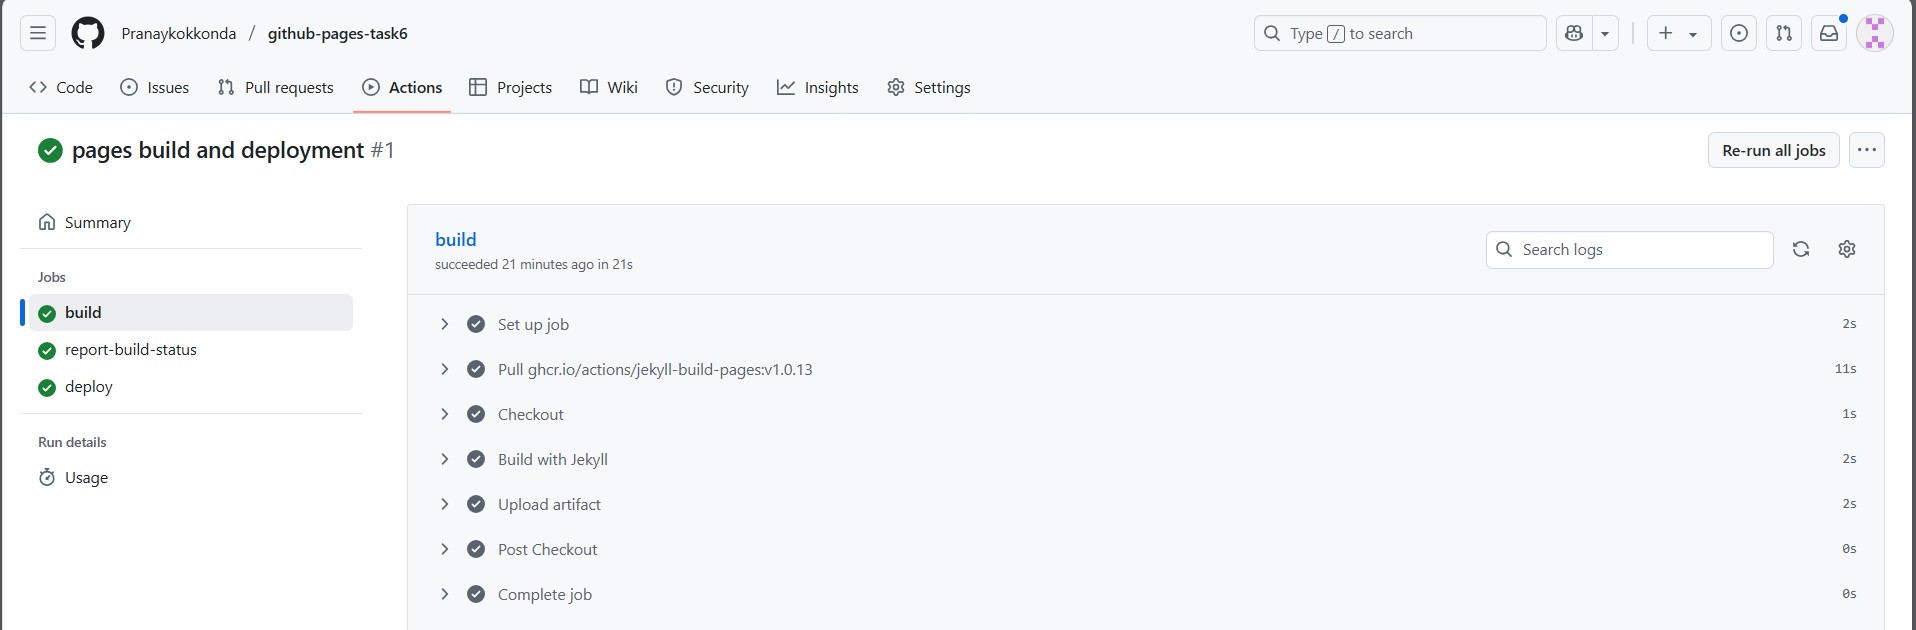 Pranaykokkonda / github-pages-task6
Type / to search
Code Issues Pull requests Actions Projects Wiki Security Insights Settings
pages build and deployment #1
Re-run all jobs
Summary
Jobs
build
report-build-status
deploy
Run details
Usage
build
succeeded 21 minutes ago in 21s
Search logs
Set up job 2s
Pull ghcr.io/actions/jekyll-build-pages:v1.0.13 11s
Checkout 1s
Build with Jekyll 2s
Upload artifact 2s
Post Checkout 0s
Complete job 0s